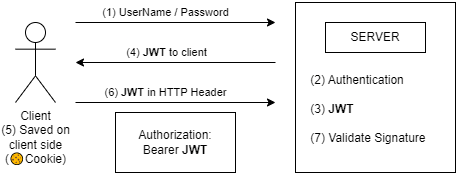 (1) UserName / Password
SERVER
(4) JWT to client
(2) Authentication
(6) JWT in HTTP Header
(3) JWT
Client
(5) Saved on
client side
(🍪Cookie)
Authorization:
Bearer JWT
(7) Validate Signature